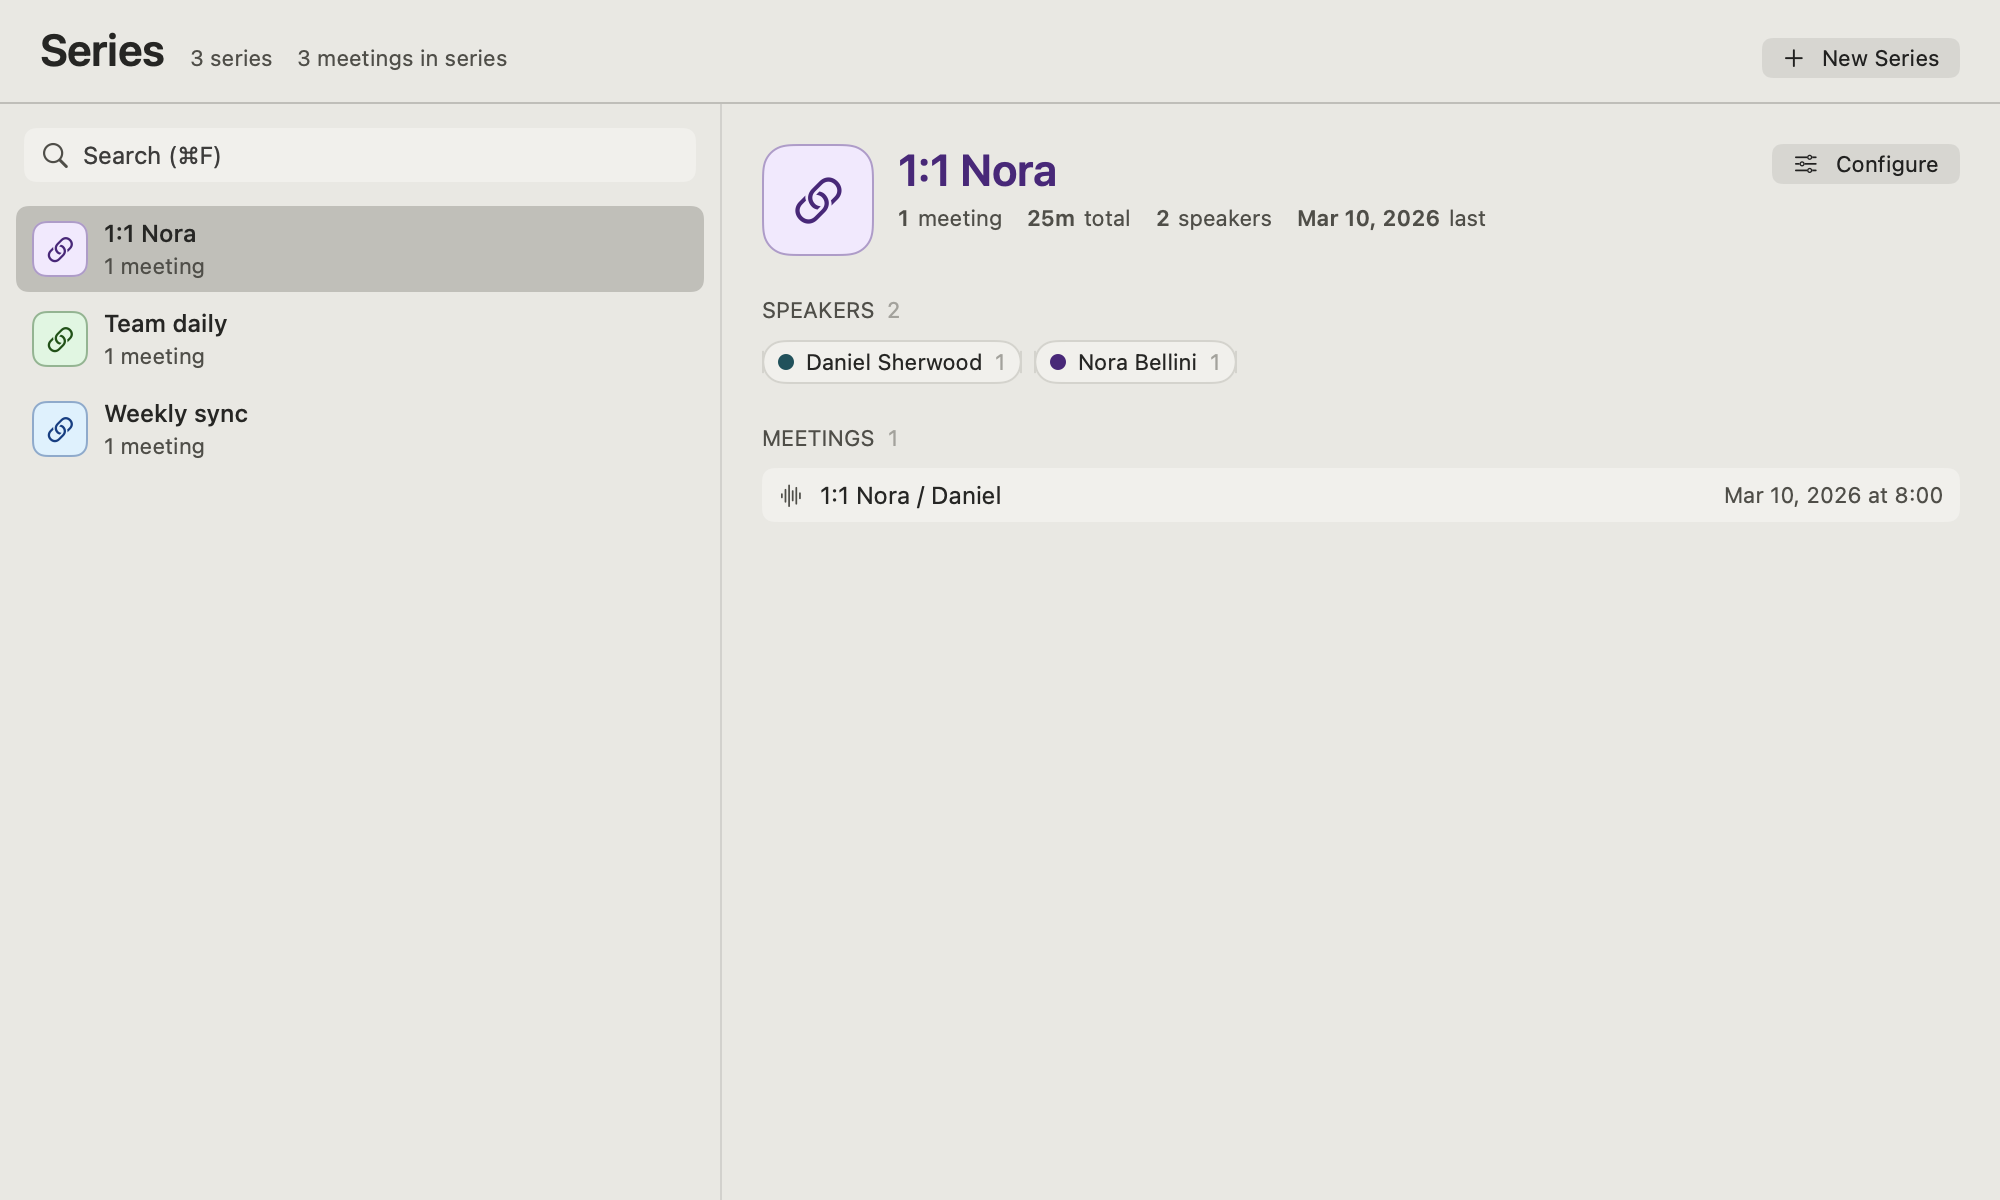 Series 3 series 3 meetings in series
New Series
Search (⌘F)
1:1 Nora
1 meeting
Team daily
1 meeting
Weekly sync
1 meeting
1:1 Nora
Configure
1 meeting 25m total 2 speakers Mar 10, 2026 last
SPEAKERS 2
Daniel Sherwood 1 Nora Bellini 1
MEETINGS 1
1:1 Nora / Daniel Mar 10, 2026 at 8:00